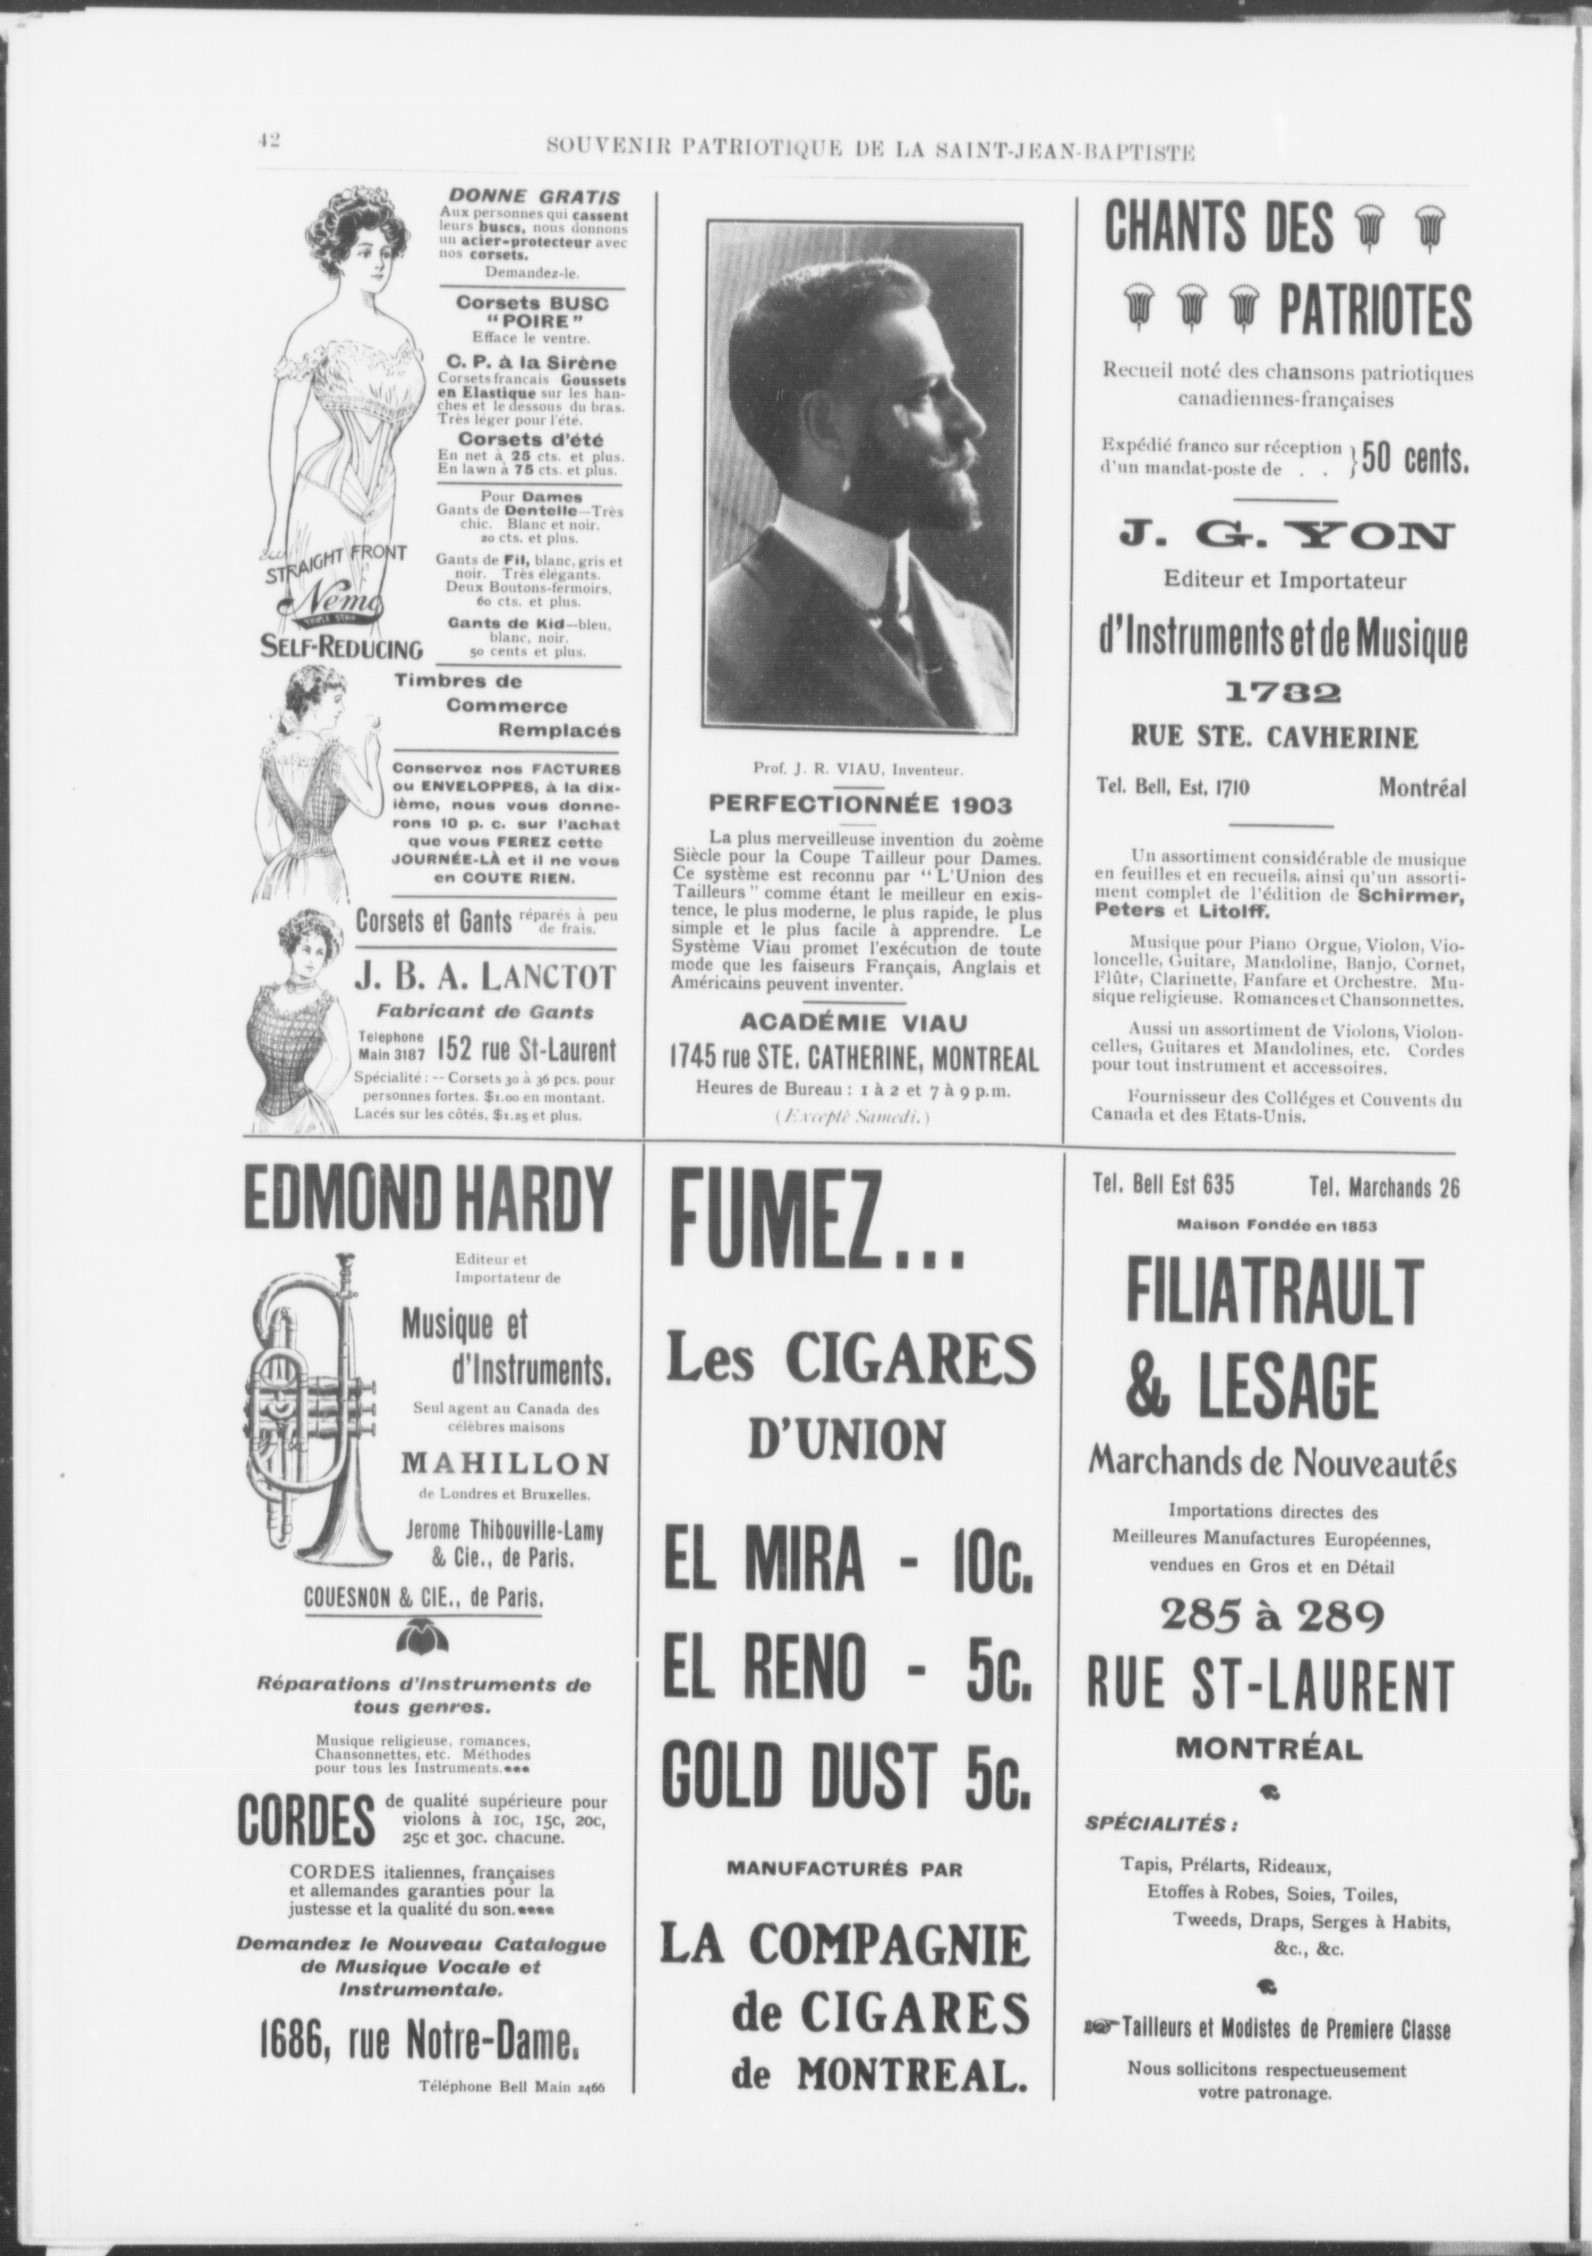 42
SOUVENIR PATRIOTIQUE DE LA SAINT-JEAN-BAPTISTE
DONNE GRATIS
Aux personnes qui cassent
leurs buscs, nous donnons
un acier-protecteur avec
nos corsets.
Demandez-le.
Corsets BUSC
"POIRE"
Efface le ventre.
C. P. à la Sirène
Corsets francais Goussets
en Elastique sur les han-
ches et le dessous du bras.
Très léger pour l'été.
Corsets d'été
En net à 25 cts. et plus.
En lawn à 75 cts. et plus.
Pour Dames
Gants de Dentelle—Très
chic. Blanc et noir.
20 cts. et plus.
Gants de Fil, blanc, gris et
noir. Très élégants.
Deux Boutons-fermoirs,
60 cts. et plus.
Gants de Kid—bleu,
blanc, noir.
50 cents et plus.
STRAIGHT FRONT
Nemo
TRIPLE STRIP
SELF-REDUCING
Timbres de
Commerce
Remplacés
Conservez nos FACTURES
ou ENVELOPPES, à la dix-
ième, nous vous donne-
rons 10 p. c. sur l'achat
que vous FEREZ cette
JOURNÉE-LÀ et il ne vous
en COUTE RIEN.
Corsets et Gants réparés à peu
de frais.
J. B. A. LANCTOT
Fabricant de Gants
Telephone
Main 3187 152 rue St-Laurent
Spécialité : -- Corsets 30 à 36 pcs. pour
personnes fortes. $1.00 en montant.
Lacés sur les côtés, $1.25 et plus.
Prof. J. R. VIAU, Inventeur.
PERFECTIONNÉE 1903
La plus merveilleuse invention du 20ème
Siècle pour la Coupe Tailleur pour Dames.
Ce système est reconnu par "L'Union des
Tailleurs" comme étant le meilleur en exis-
tence, le plus moderne, le plus rapide, le plus
simple et le plus facile à apprendre. Le
Système Viau promet l'exécution de toute
mode que les faiseurs Français, Anglais et
Américains peuvent inventer.
ACADÉMIE VIAU
1745 rue STE. CATHERINE, MONTREAL
Heures de Bureau : 1 à 2 et 7 à 9 p.m.
(Excepté Samedi.)
CHANTS DES
PATRIOTES
Recueil noté des chansons patriotiques
canadiennes-françaises
Expédié franco sur réception
d'un mandat-poste de . . } 50 cents.
J. G. YON
Editeur et Importateur
d'Instruments et de Musique
1732
RUE STE. CAVHERINE
Tel. Bell, Est, 1710 Montréal
Un assortiment considérable de musique
en feuilles et en recueils, ainsi qu'un assorti-
ment complet de l'édition de Schirmer,
Peters et Litolff.
Musique pour Piano Orgue, Violon, Vio-
loncelle, Guitare, Mandoline, Banjo, Cornet,
Flûte, Clarinette, Fanfare et Orchestre. Mu-
sique religieuse. Romances et Chansonnettes.
Aussi un assortiment de Violons, Violon-
celles, Guitares et Mandolines, etc. Cordes
pour tout instrument et accessoires.
Fournisseur des Colléges et Couvents du
Canada et des Etats-Unis.
EDMOND HARDY
Editeur et
Importateur de
Musique et
d'Instruments.
Seul agent au Canada des
célèbres maisons
MAHILLON
de Londres et Bruxelles.
Jerome Thibouville-Lamy
& Cie., de Paris.
COUESNON & CIE., de Paris.
Réparations d'Instruments de
tous genres.
Musique religieuse, romances,
Chansonnettes, etc. Méthodes
pour tous les Instruments.
CORDES de qualité supérieure pour
violons à 10c, 15c, 20c,
25c et 30c. chacune.
CORDES italiennes, françaises
et allemandes garanties pour la
justesse et la qualité du son.
Demandez le Nouveau Catalogue
de Musique Vocale et
Instrumentale.
1686, rue Notre-Dame.
Téléphone Bell Main 2466
FUMEZ...
Les CIGARES
D'UNION
EL MIRA - 10c.
EL RENO - 5c.
GOLD DUST 5c.
MANUFACTURÉS PAR
LA COMPAGNIE
de CIGARES
de MONTREAL.
Tel. Bell Est 635 Tel. Marchands 26
Maison Fondée en 1853
FILIATRAULT
& LESAGE
Marchands de Nouveautés
Importations directes des
Meilleures Manufactures Européennes,
vendues en Gros et en Détail
285 à 289
RUE ST-LAURENT
MONTRÉAL
SPÉCIALITÉS :
Tapis, Prélarts, Rideaux,
Etoffes à Robes, Soies, Toiles,
Tweeds, Draps, Serges à Habits,
&c., &c.
Tailleurs et Modistes de Premiere Classe
Nous sollicitons respectueusement
votre patronage.